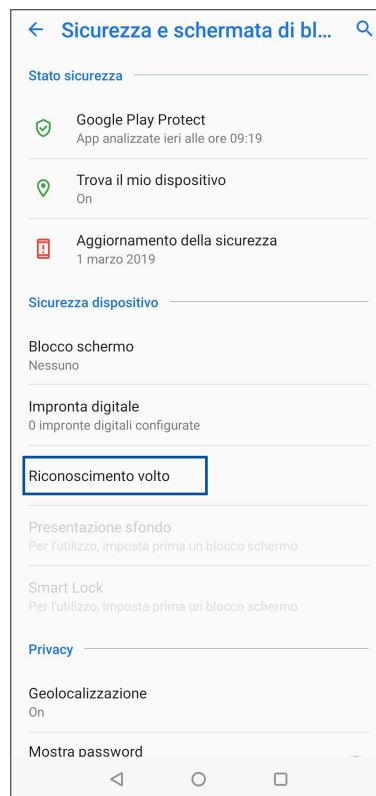 Sicurezza e schermata di bl...
Stato sicurezza
Google Play Protect
App analizzate ieri alle ore 09:19
Trova il mio dispositivo
On
Aggiornamento della sicurezza
1 marzo 2019
Sicurezza dispositivo
Blocco schermo
Nessuno
Impronta digitale
0 impronte digitali configurate
Riconoscimento volto
Presentazione sfondo
Per l'utilizzo, imposta prima un blocco schermo
Smart Lock
Per l'utilizzo, imposta prima un blocco schermo
Privacy
Geolocalizzazione
On
Mostra password